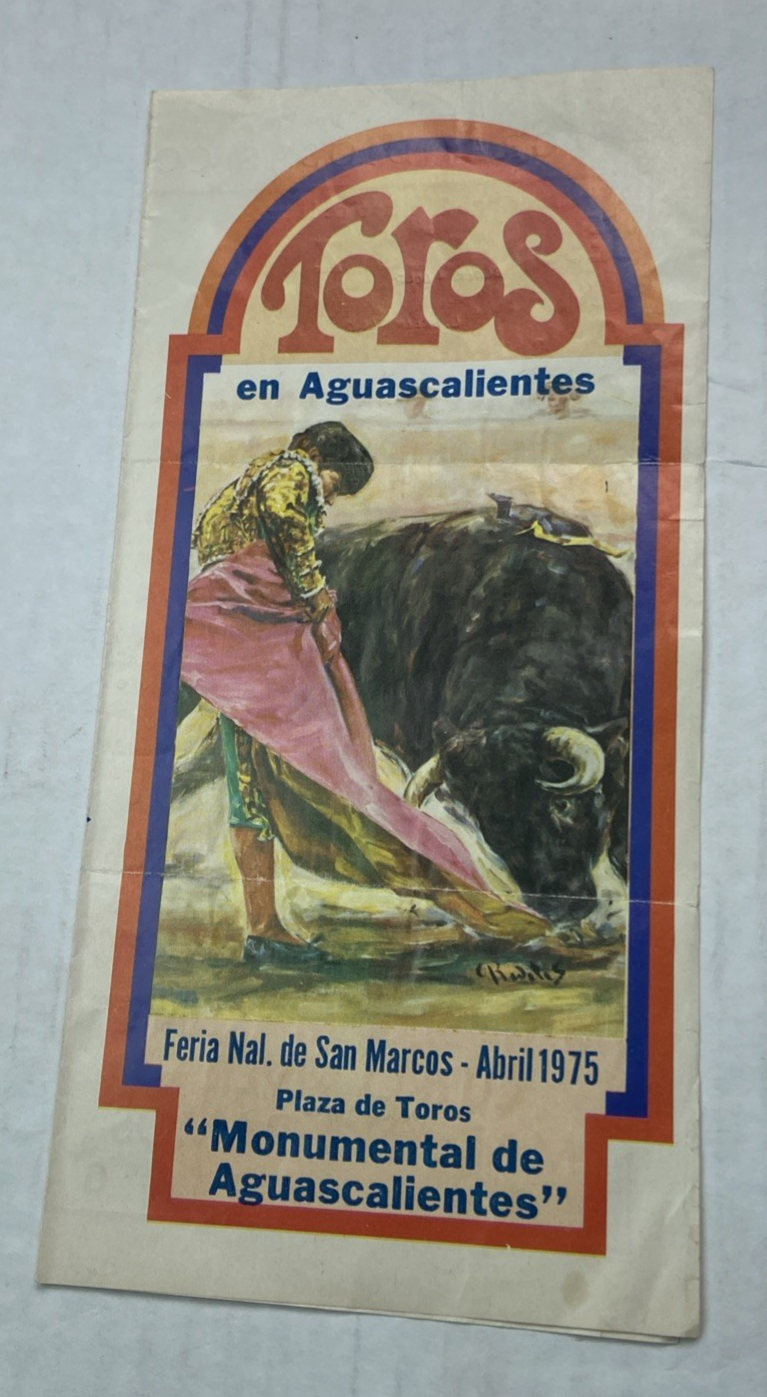 Toros
en Aguascalientes
Feria Nal. de San Marcos - Abril 1975
Plaza de Toros
“Monumental de
Aguascalientes”